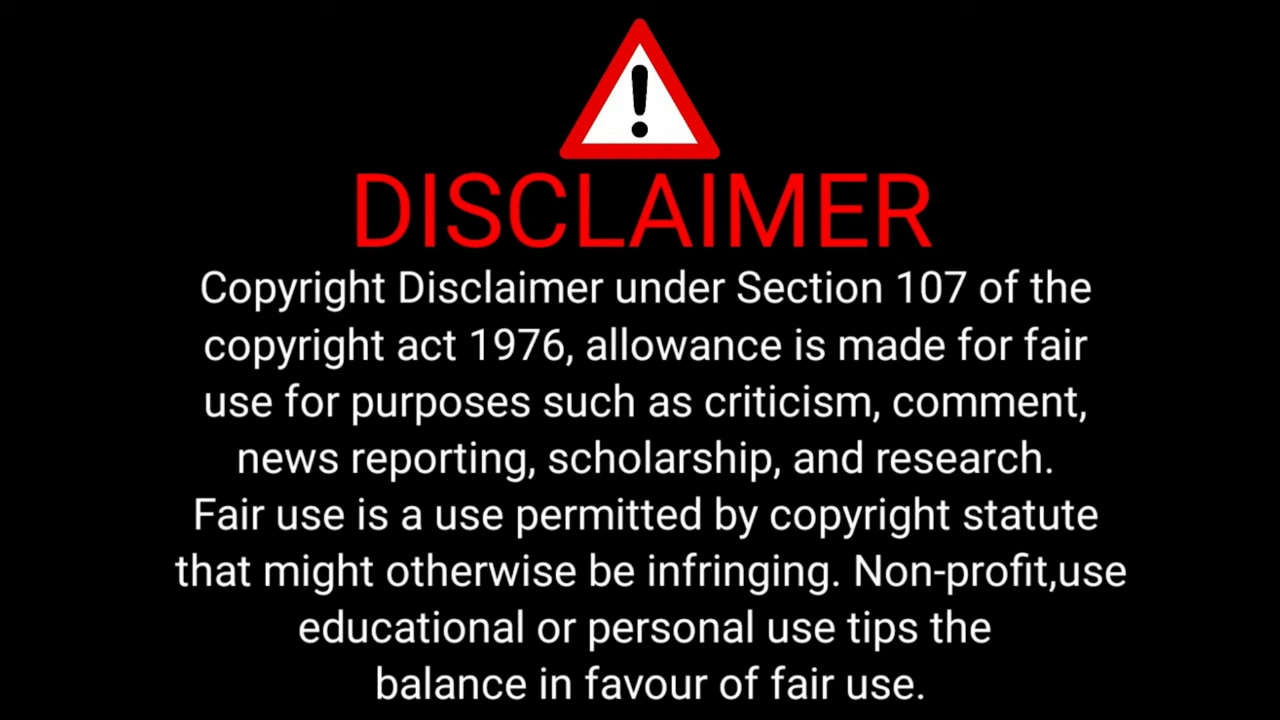 DISCLAIMER
Copyright Disclaimer under Section 107 of the
copyright act 1976, allowance is made for fair
use for purposes such as criticism, comment,
news reporting, scholarship, and research.
Fair use is a use permitted by copyright statute
that might otherwise be infringing. Non-profit,use
educational or personal use tips the
balance in favour of fair use.